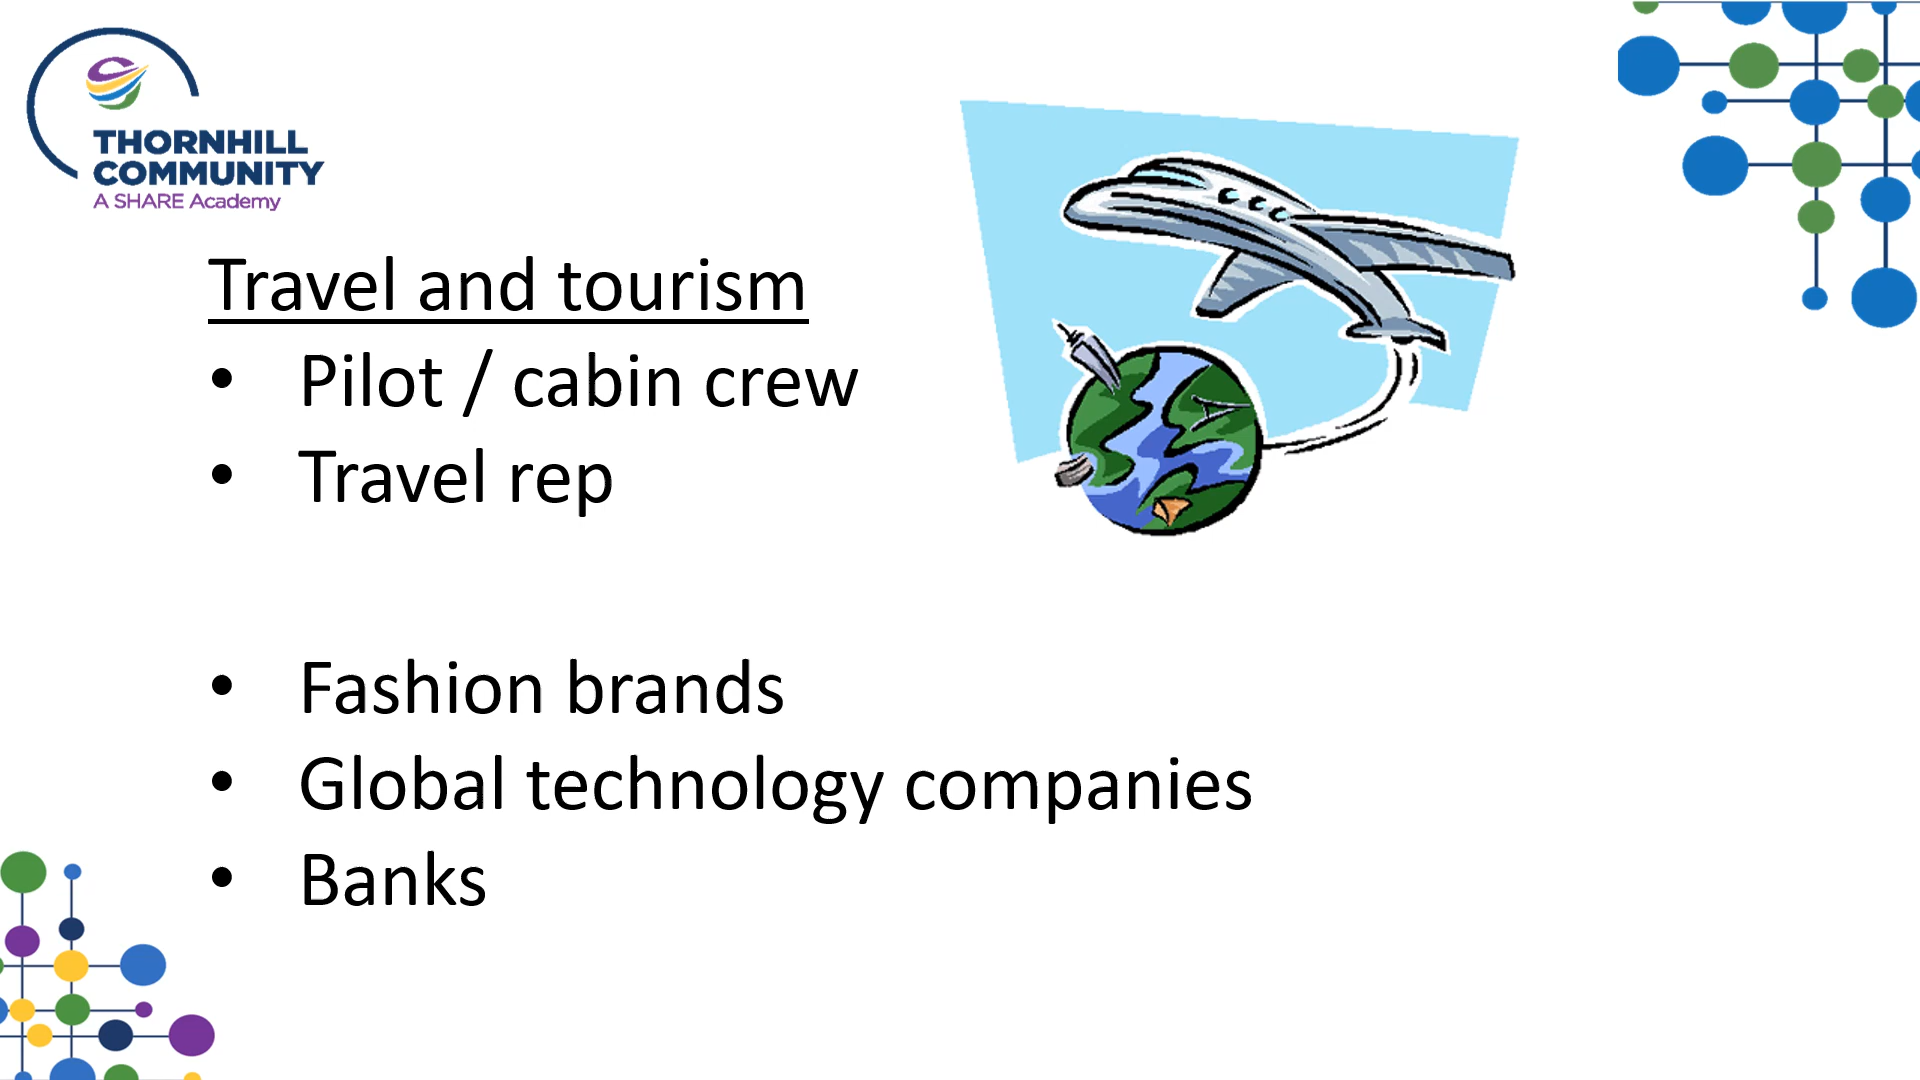 THORNHILL
COMMUNITY
A SHARE Academy
Travel and tourism
• Pilot / cabin crew
• Travel rep
• Fashion brands
• Global technology companies
• Banks